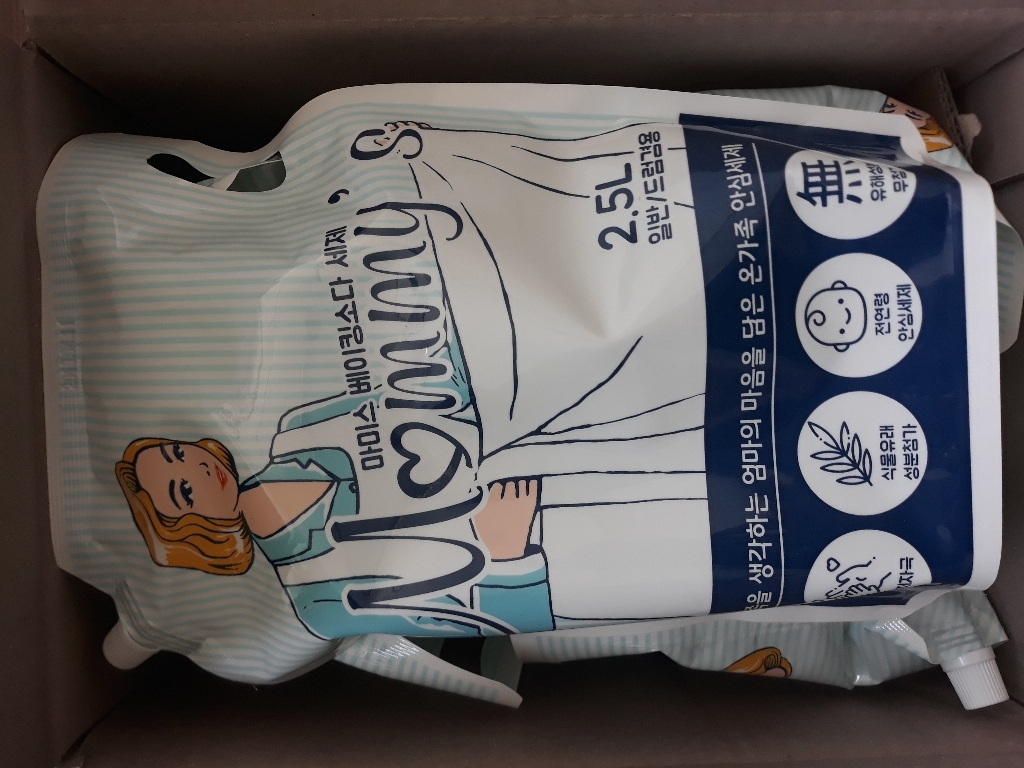 마미스 베이킹소다 세제
Mommy's
2.5L
일반/드럼겸용
생각하는 엄마의 마음을 담은 온가족 안심세제
식물유래
성분첨가
전연령
안심세제
無